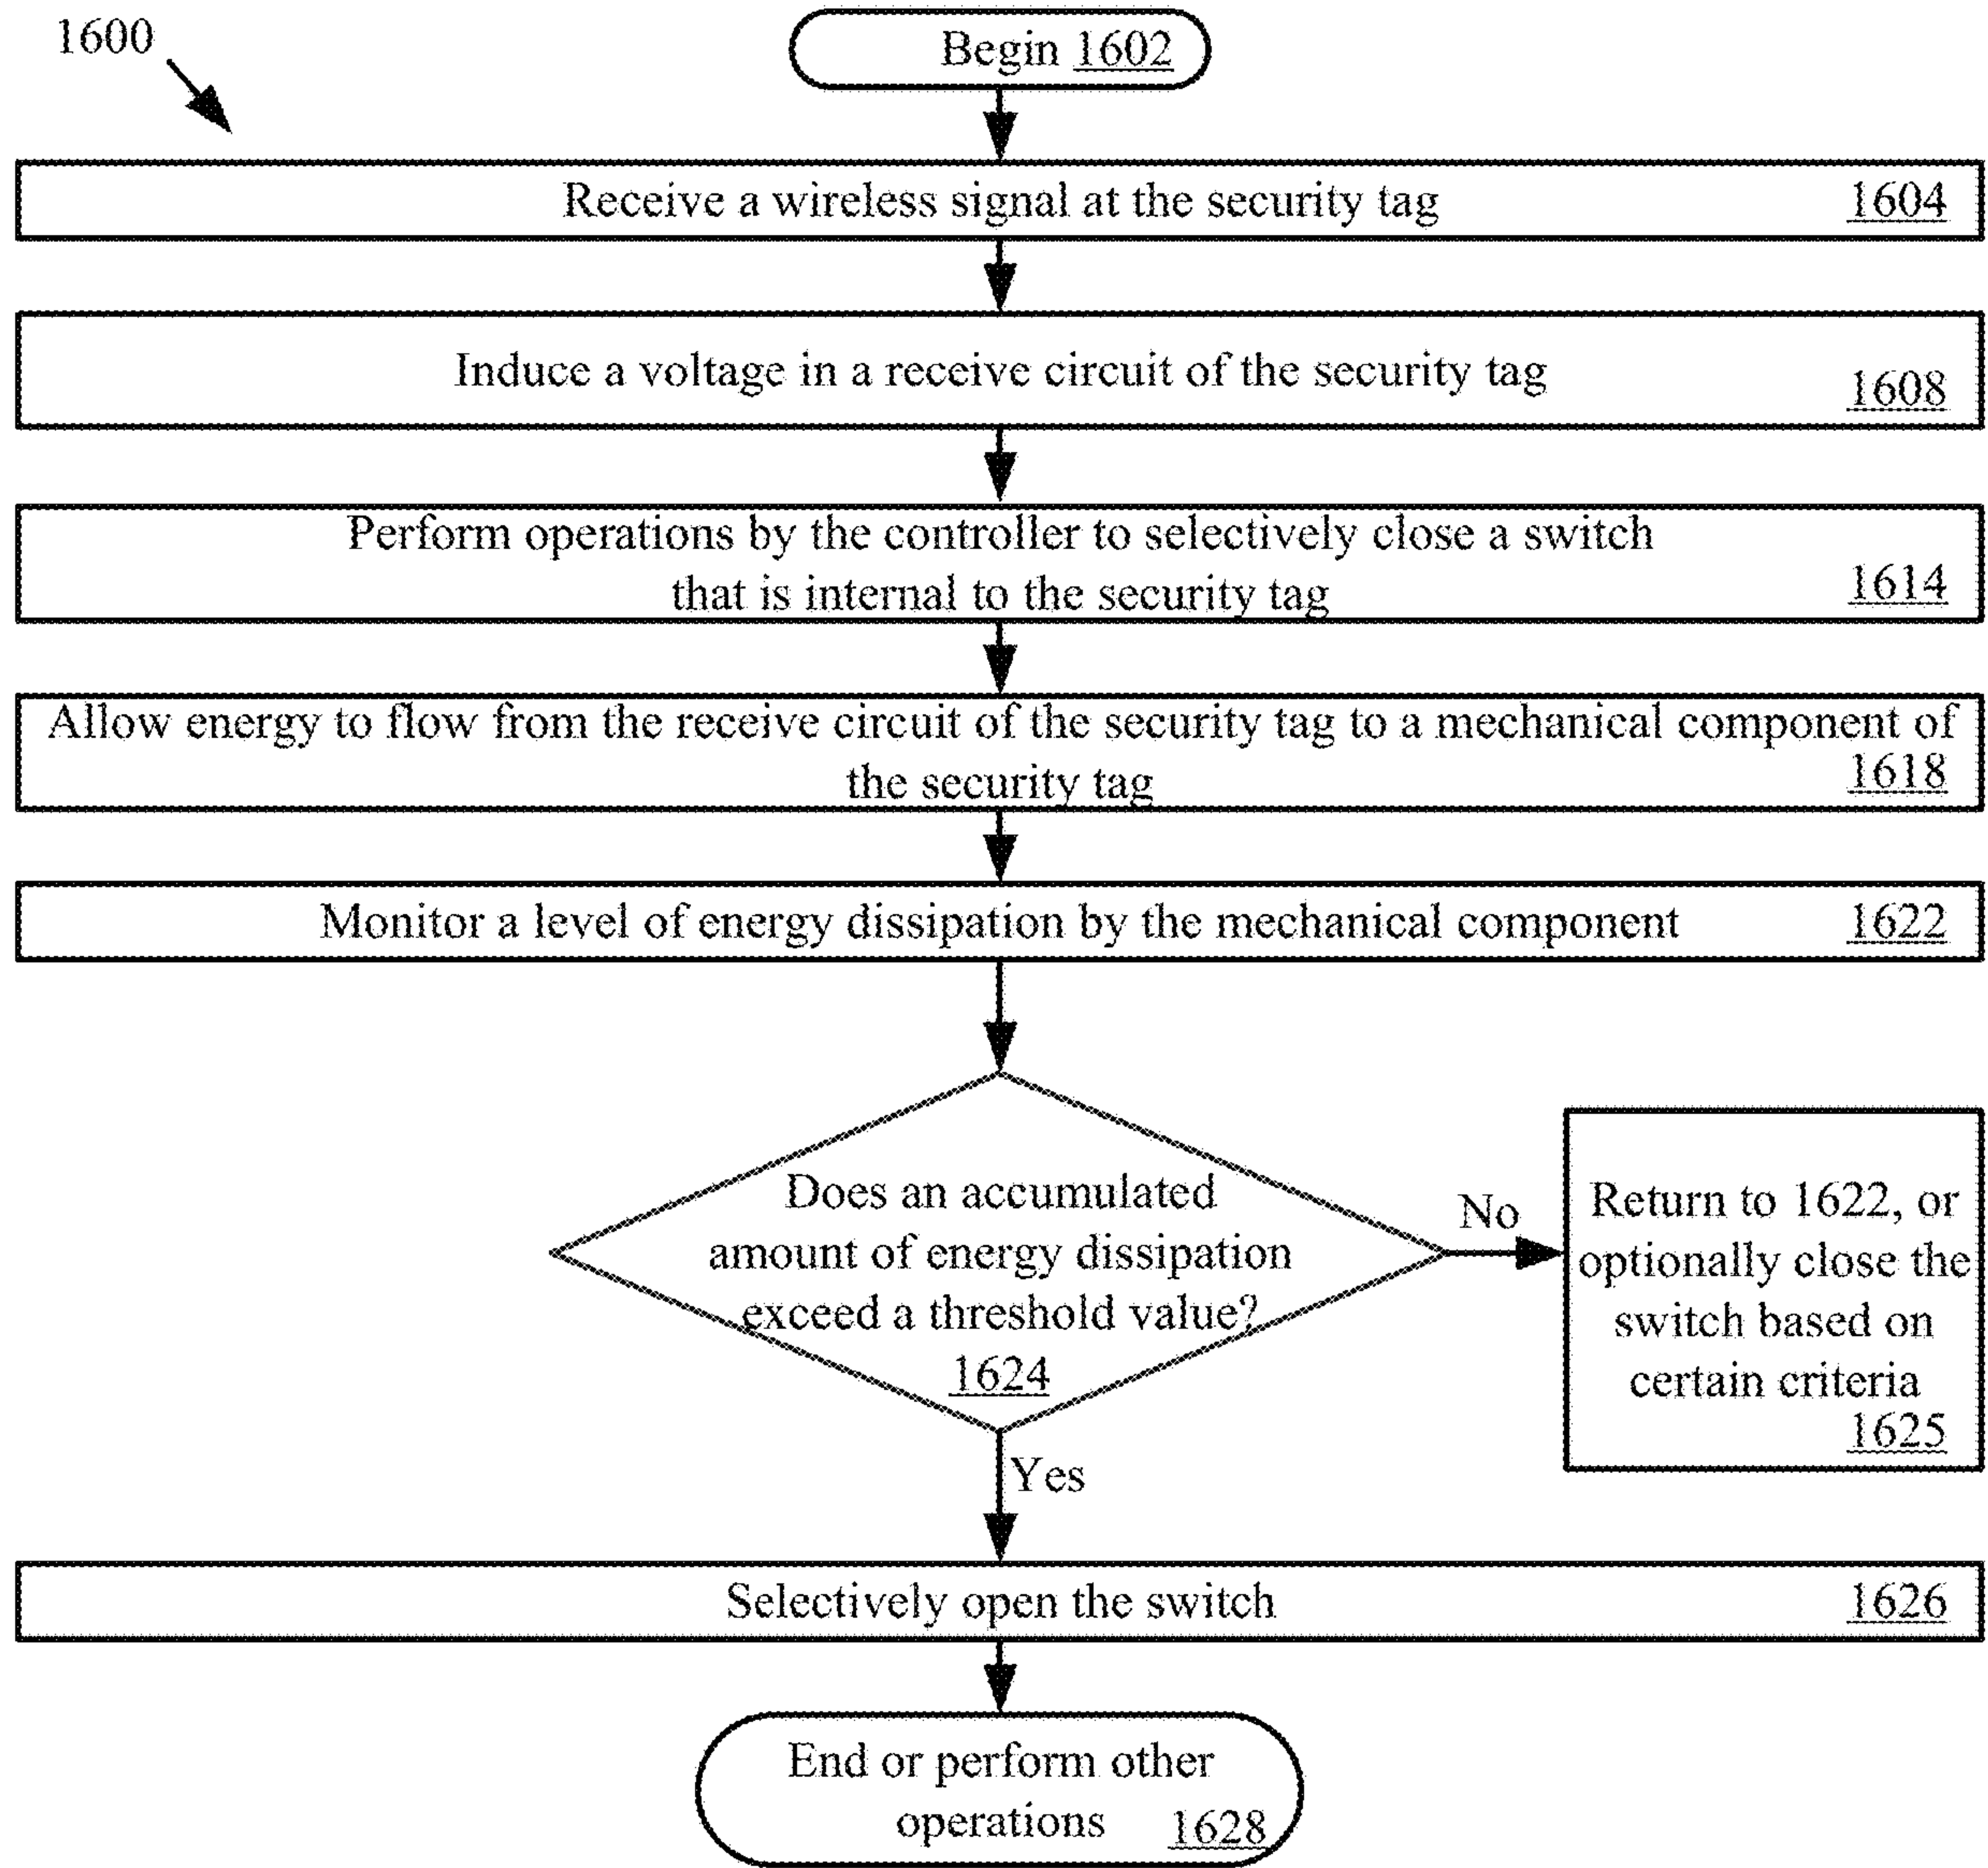 1600
Begin 1602
Receive a wireless signal at the security tag 1604
Induce a voltage in a receive circuit of the security tag 1608
Perform operations by the controller to selectively close a switch
that is internal to the security tag 1614
Allow energy to flow from the receive circuit of the security tag to a mechanical component of
the security tag 1618
Monitor a level of energy dissipation by the mechanical component 1622
Does an accumulated
amount of energy dissipation
exceed a threshold value?
1624
No
Return to 1622, or
optionally close the
switch based on
certain criteria
1625
Yes
Selectively open the switch 1626
End or perform other
operations 1628